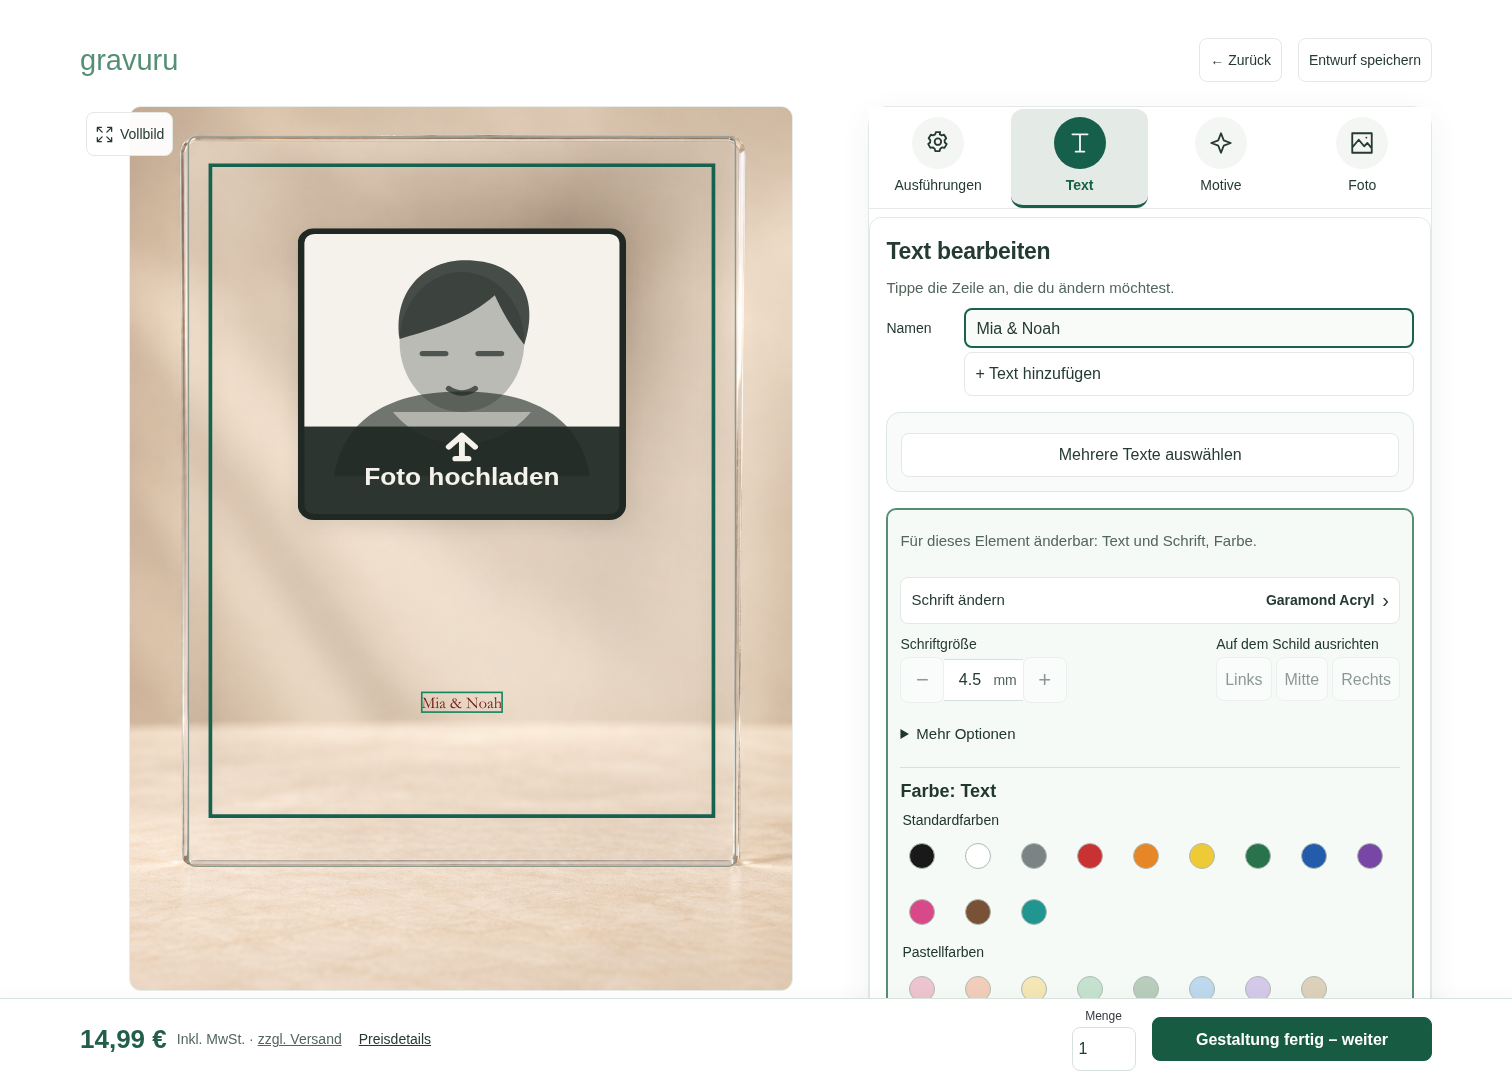 gravuru
← Zurück
Entwurf speichern
Vollbild
Foto hochladen
Mia & Noah
Ausführungen
Text
Motive
Foto
Text bearbeiten
Tippe die Zeile an, die du ändern möchtest.
Namen
Mia & Noah
+ Text hinzufügen
Mehrere Texte auswählen
Für dieses Element änderbar: Text und Schrift, Farbe.
Schrift ändern
Garamond Acryl ›
Schriftgröße
Auf dem Schild ausrichten
− 4.5 mm +
Links
Mitte
Rechts
Mehr Optionen
Farbe: Text
Standardfarben
Pastellfarben
14,99 € Inkl. MwSt. · zzgl. Versand Preisdetails
Menge
1
Gestaltung fertig – weiter